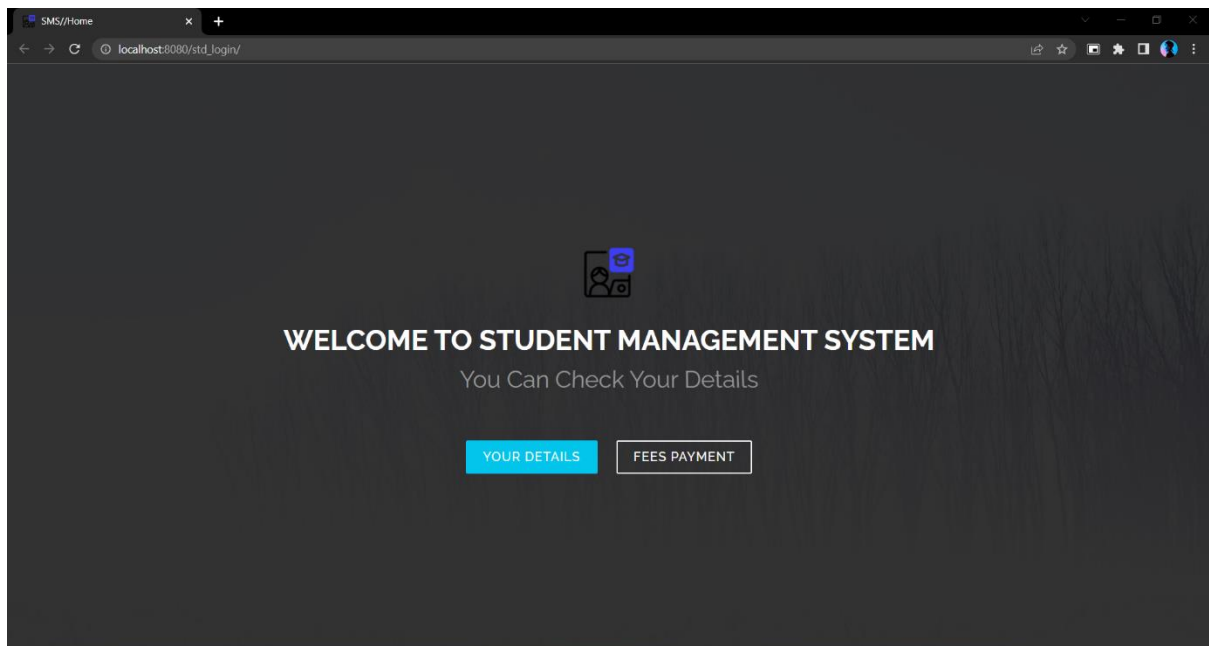 SMS//Home
localhost:8080/std_login/
WELCOME TO STUDENT MANAGEMENT SYSTEM
You Can Check Your Details
YOUR DETAILS
FEES PAYMENT